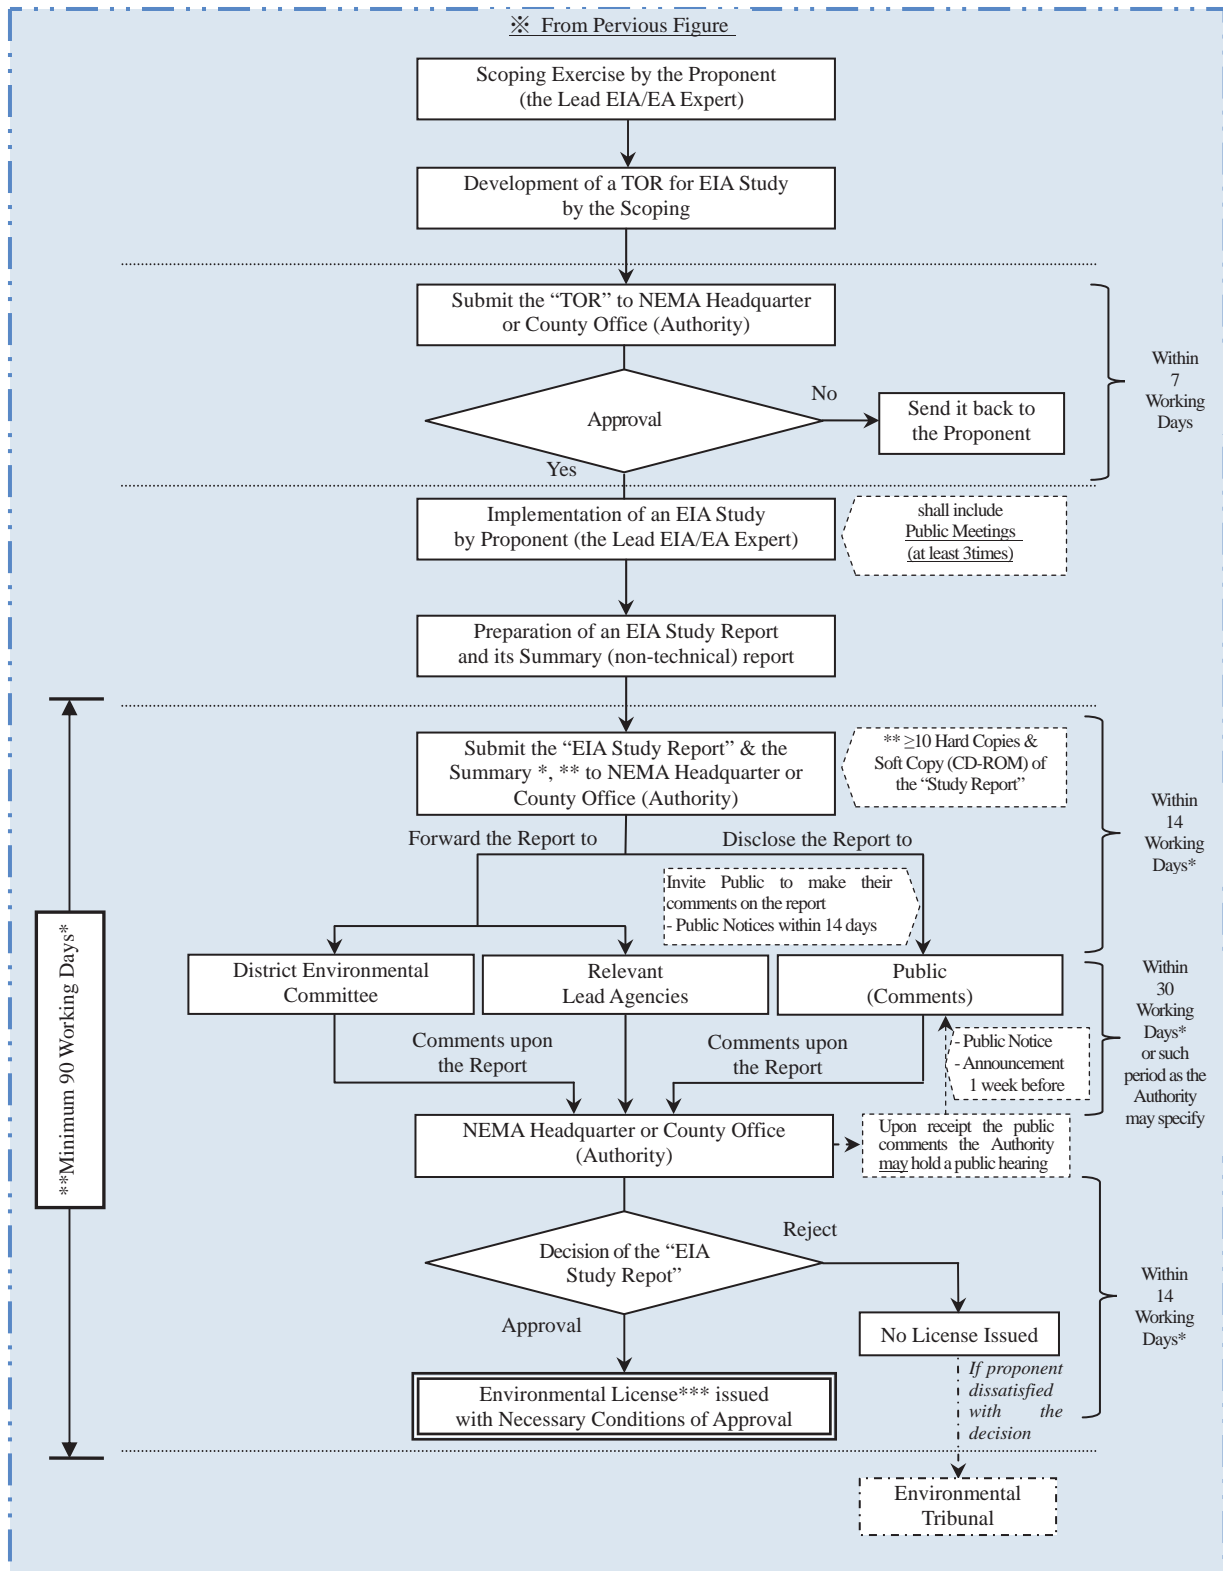 ※ From Pervious Figure
Scoping Exercise by the Proponent
(the Lead EIA/EA Expert)
Development of a TOR for EIA Study
by the Scoping
Submit the “TOR” to NEMA Headquarter
or County Office (Authority)
Approval
No
Send it back to
the Proponent
Yes
Within
7
Working
Days
Implementation of an EIA Study
by Proponent (the Lead EIA/EA Expert)
shall include
Public Meetings
(at least 3times)
Preparation of an EIA Study Report
and its Summary (non-technical) report
Submit the “EIA Study Report” & the
Summary *, ** to NEMA Headquarter or
County Office (Authority)
** ≥10 Hard Copies &
Soft Copy (CD-ROM) of
the “Study Report”
Within
14
Working
Days*
Forward the Report to
Disclose the Report to
Invite Public to make their
comments on the report
- Public Notices within 14 days
**Minimum 90 Working Days*
District Environmental
Committee
Relevant
Lead Agencies
Public
(Comments)
Within
30
Working
Days*
or such
period as the
Authority
may specify
Comments upon
the Report
Comments upon
the Report
- Public Notice
- Announcement
1 week before
NEMA Headquarter or County Office
(Authority)
Upon receipt the public
comments the Authority
may hold a public hearing
Decision of the “EIA
Study Repot”
Reject
Approval
No License Issued
Within
14
Working
Days*
Environmental License*** issued
with Necessary Conditions of Approval
If proponent
dissatisfied
with the
decision
Environmental
Tribunal